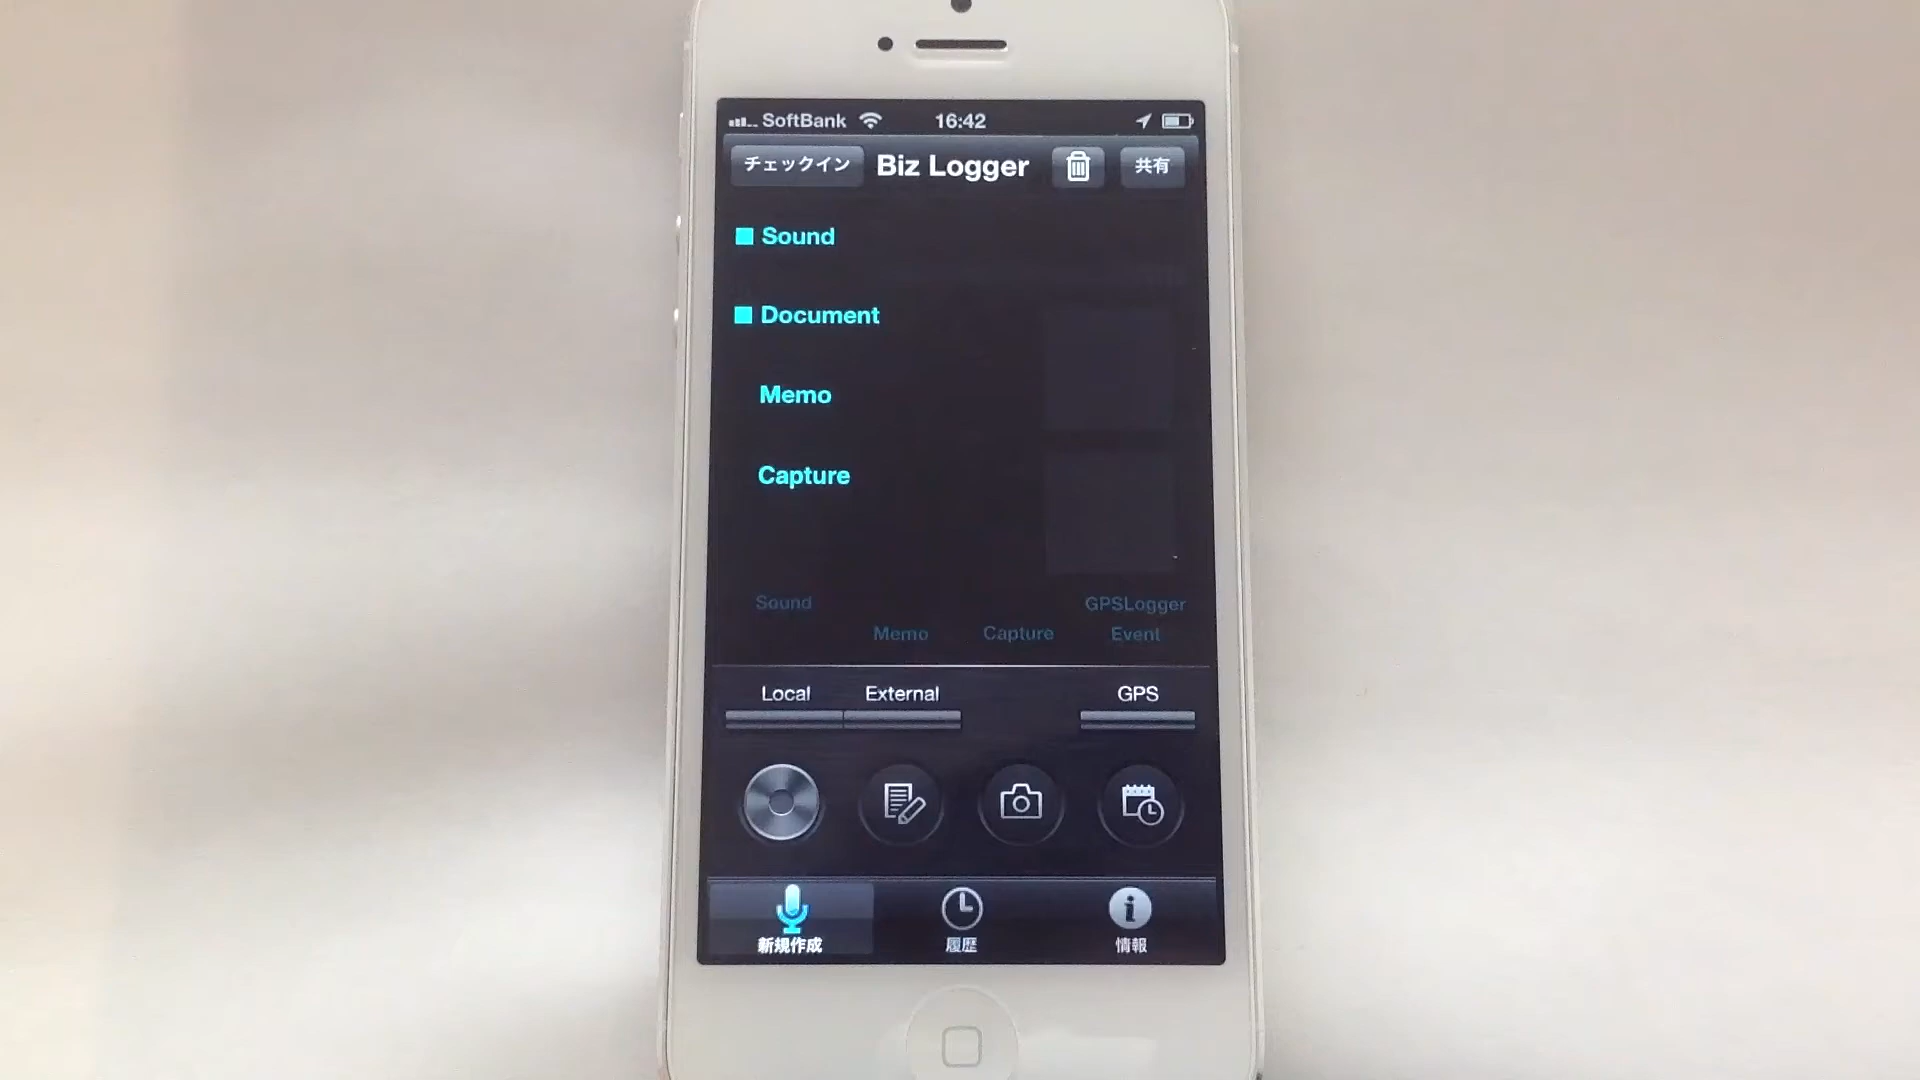 SoftBank 16:42
チェックイン Biz Logger 共有
Sound
Document
Memo
Capture
Sound GPSLogger
Memo Capture Event
Local External GPS
新規作成 履歴 情報